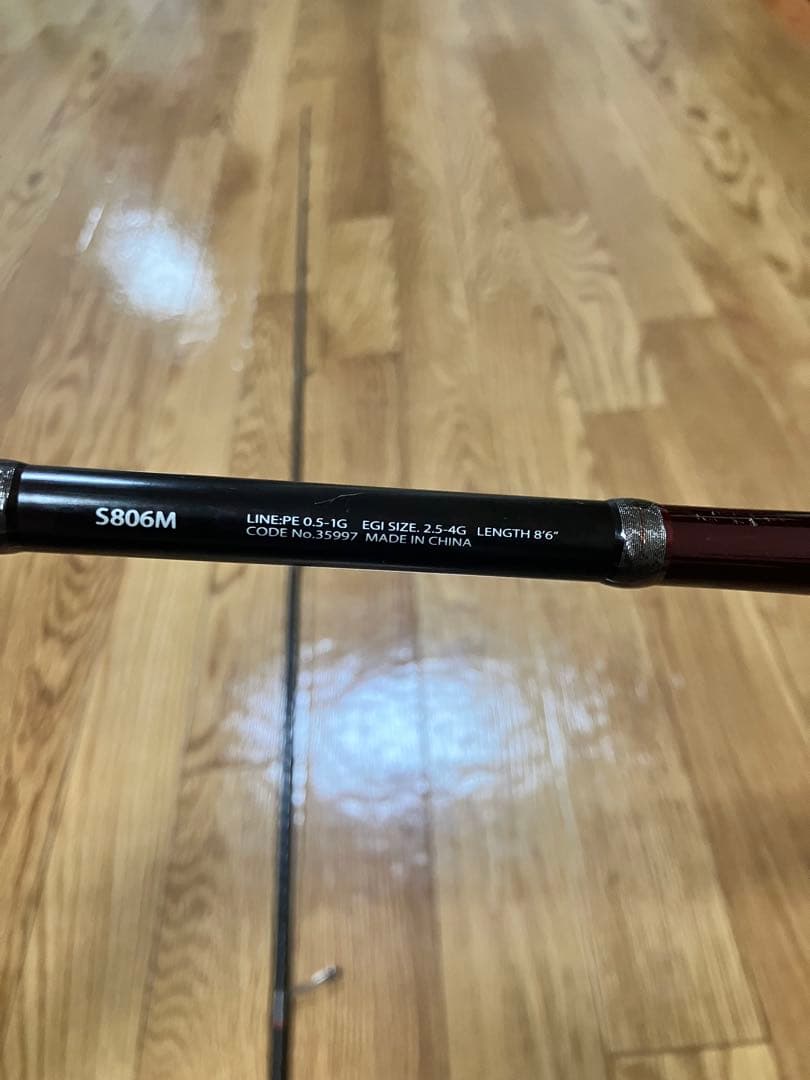 S806M
LINE:PE 0.5-1G EGI SIZE. 2.5-4G LENGTH 8'6"
CODE No.35997 MADE IN CHINA